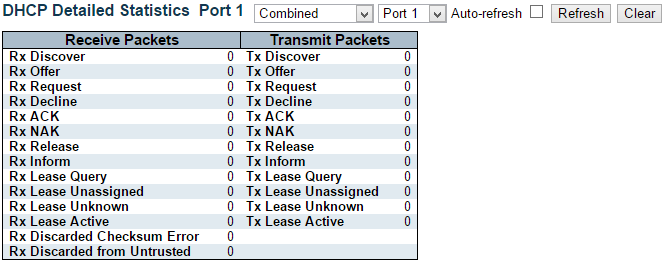 DHCP Detailed Statistics Port 1 Combined Port 1 Auto-refresh Refresh Clear
Receive Packets Transmit Packets
Rx Discover 0 Tx Discover 0
Rx Offer 0 Tx Offer 0
Rx Request 0 Tx Request 0
Rx Decline 0 Tx Decline 0
Rx ACK 0 Tx ACK 0
Rx NAK 0 Tx NAK 0
Rx Release 0 Tx Release 0
Rx Inform 0 Tx Inform 0
Rx Lease Query 0 Tx Lease Query 0
Rx Lease Unassigned 0 Tx Lease Unassigned 0
Rx Lease Unknown 0 Tx Lease Unknown 0
Rx Lease Active 0 Tx Lease Active 0
Rx Discarded Checksum Error 0
Rx Discarded from Untrusted 0